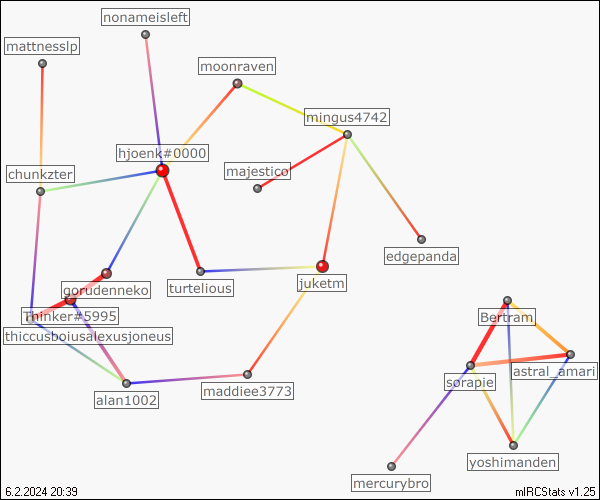 nonameisleft
mattnesslp
moonraven
mingus4742
hjoenk#0000
majestico
chunkzter
edgepanda
turtelious
juketm
gorudenneko
Thinker#5995
Bertram_
thiccusboiusalexusjoneus
astral_amari
sorapie
maddiee3773
alan1002
yoshimanden
mercurybro
6.2.2024 20:39
mIRCStats v1.25